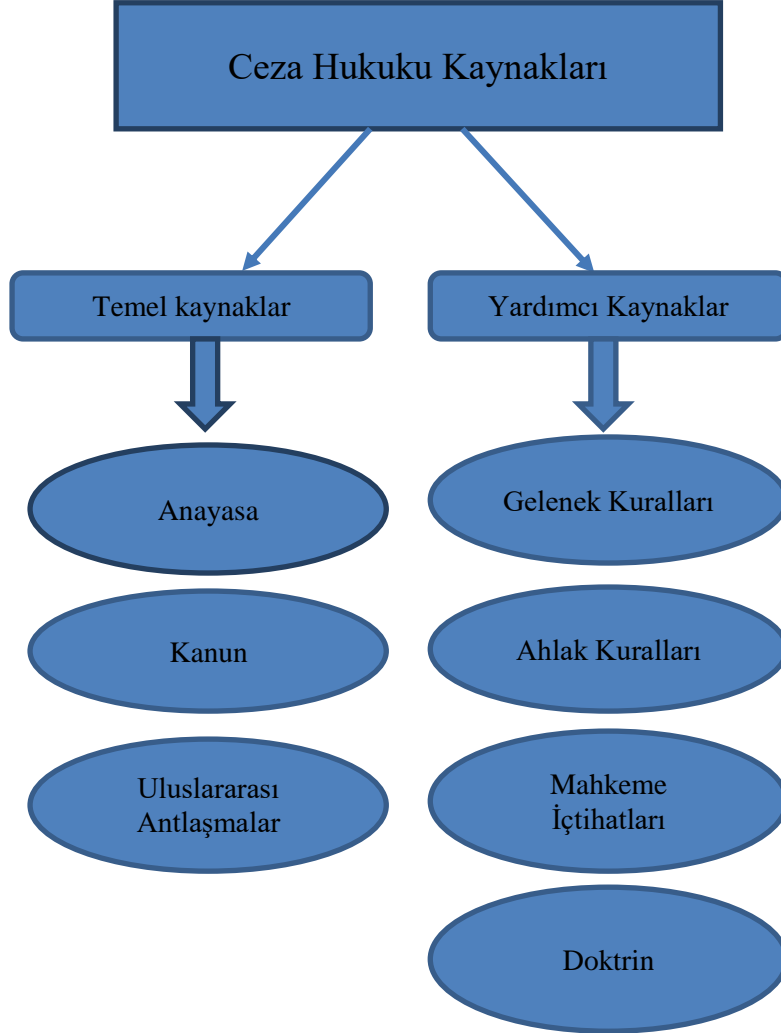 Ceza Hukuku Kaynakları
Temel kaynaklar
Yardımcı Kaynaklar
Anayasa
Kanun
Uluslararası
Antlaşmalar
Gelenek Kuralları
Ahlak Kuralları
Mahkeme
İçtihatları
Doktrin